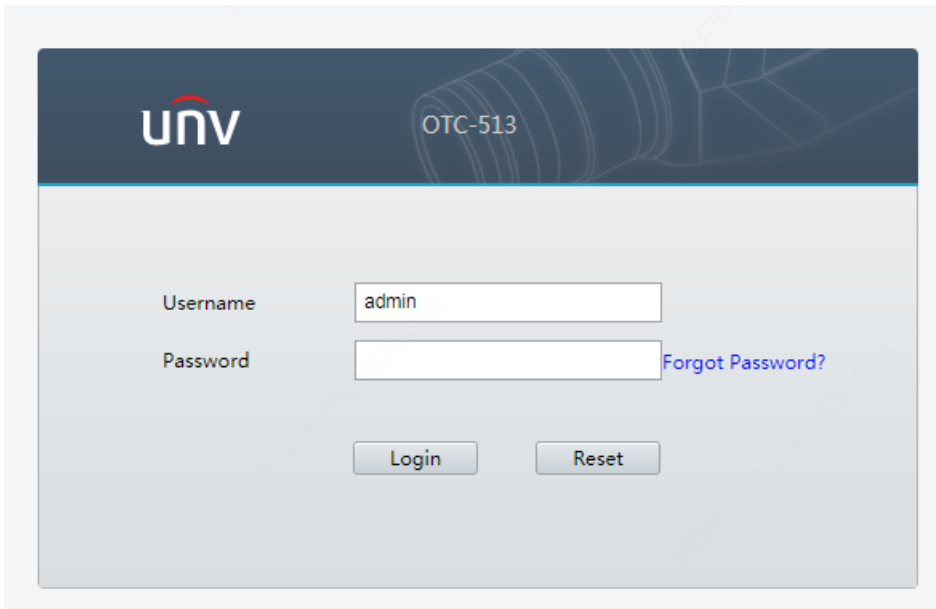 unv
OTC-513
Username
admin
Password
Forgot Password?
Login
Reset